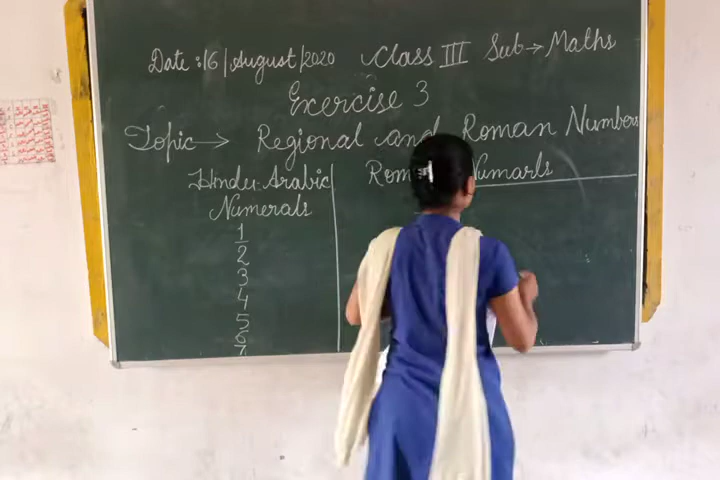 Date :16/August/2020 Class III Sub→Maths
Exercise 3
Topic→ Regional and Roman Numbers
Hindu-Arabic
Numerals
Numarls
1
2
3
4
5
6
7